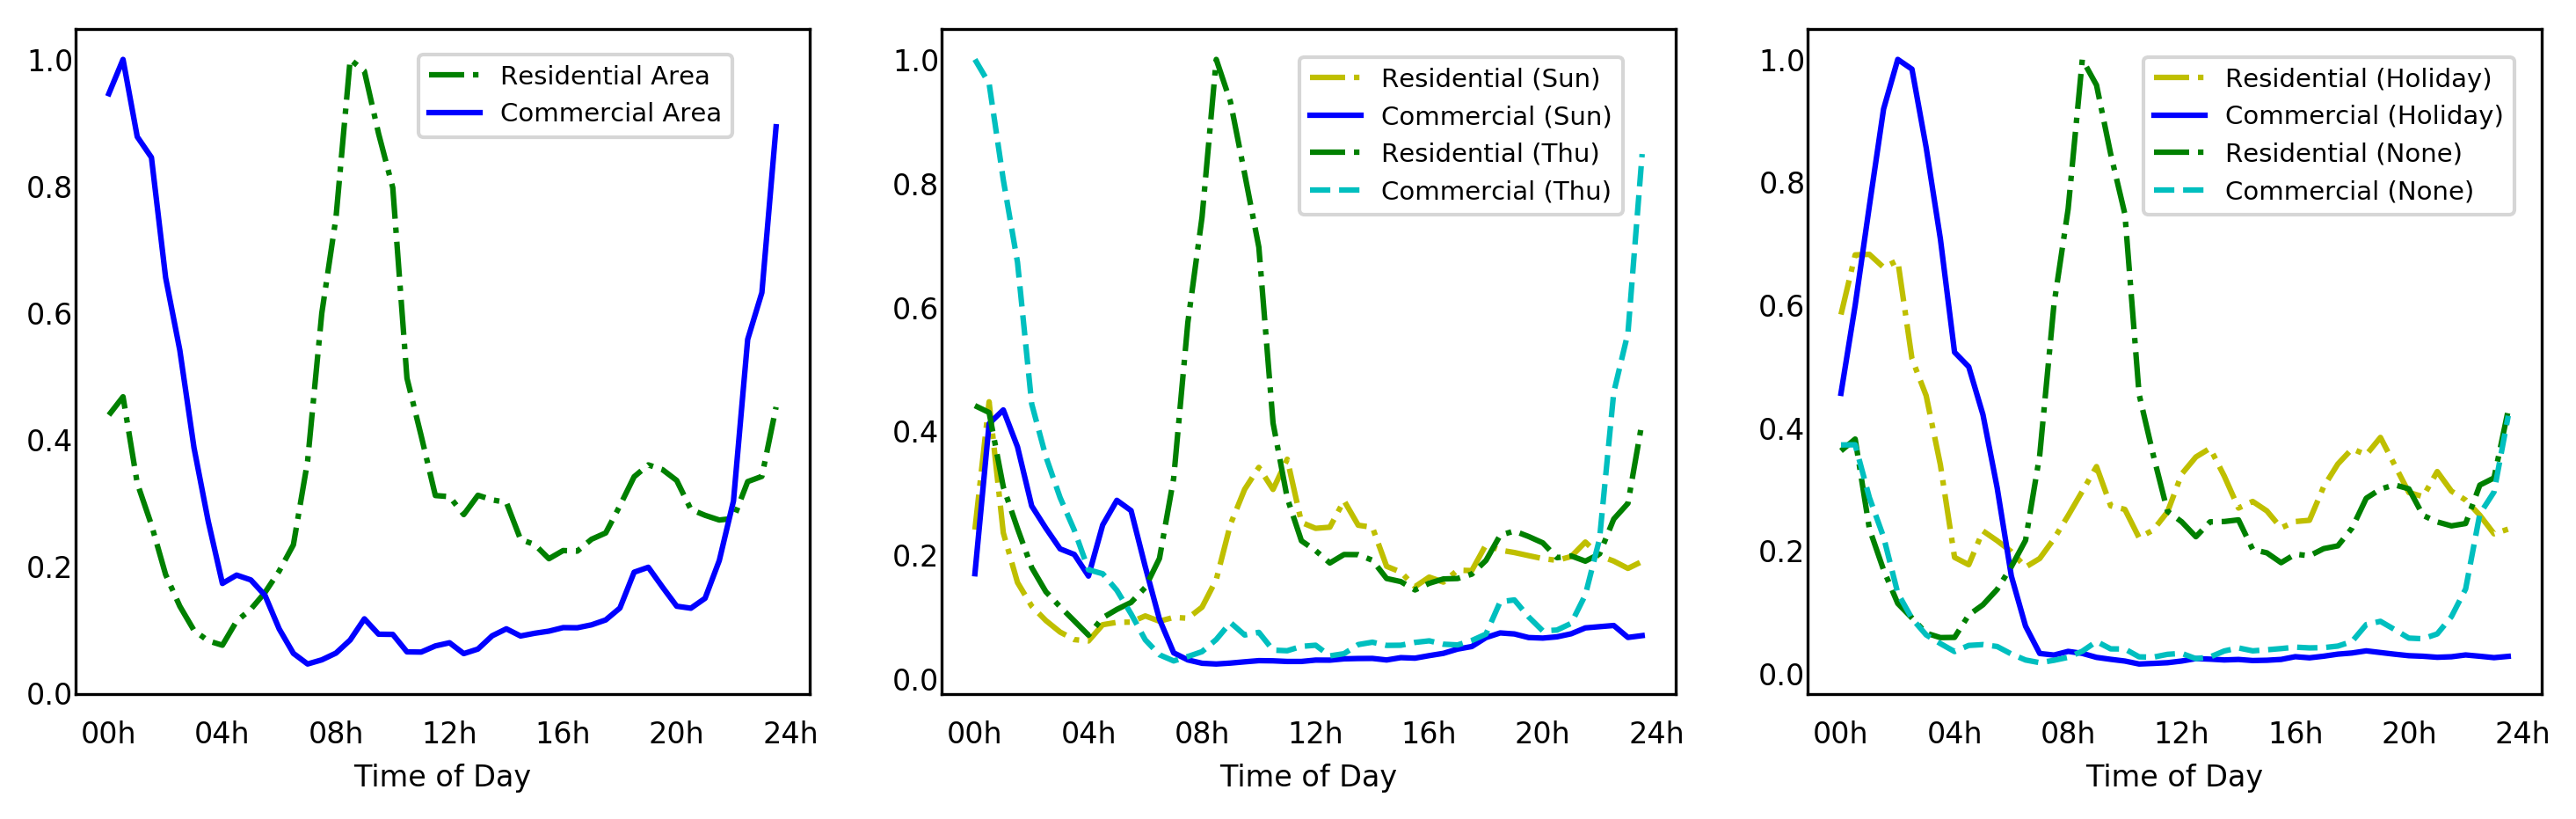 1.0
0.8
0.6
0.4
0.2
0.0
Residential Area
Commercial Area
00h 04h 08h 12h 16h 20h 24h
Time of Day
1.0
0.8
0.6
0.4
0.2
0.0
Residential (Sun)
Commercial (Sun)
Residential (Thu)
Commercial (Thu)
00h 04h 08h 12h 16h 20h 24h
Time of Day
1.0
0.8
0.6
0.4
0.2
0.0
Residential (Holiday)
Commercial (Holiday)
Residential (None)
Commercial (None)
00h 04h 08h 12h 16h 20h 24h
Time of Day